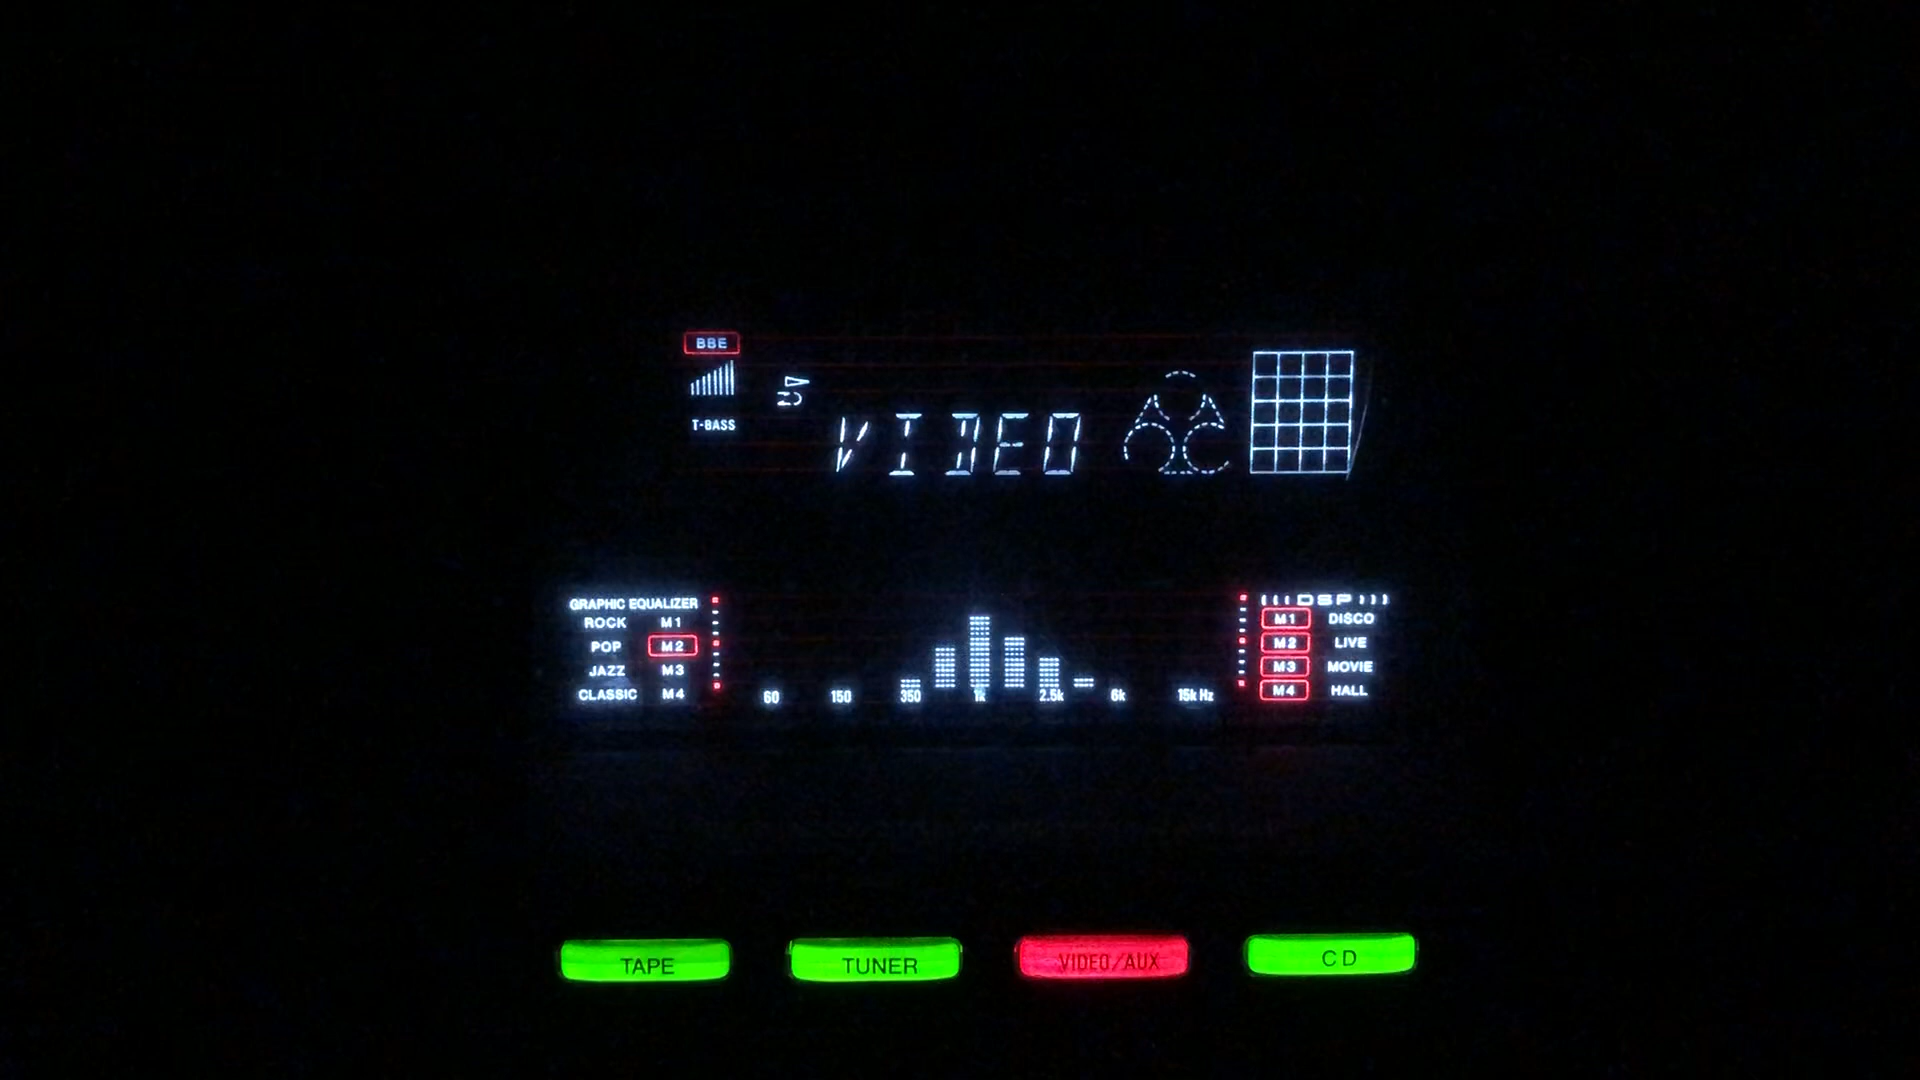 BBE
T-BASS
VIDEO
GRAPHIC EQUALIZER
ROCK M1
POP M2
JAZZ M3
CLASSIC M4
60 150 350 1k 2.5k 6k 15k Hz
DSP
M1 DISCO
M2 LIVE
M3 MOVIE
M4 HALL
TAPE TUNER VIDEO/AUX CD